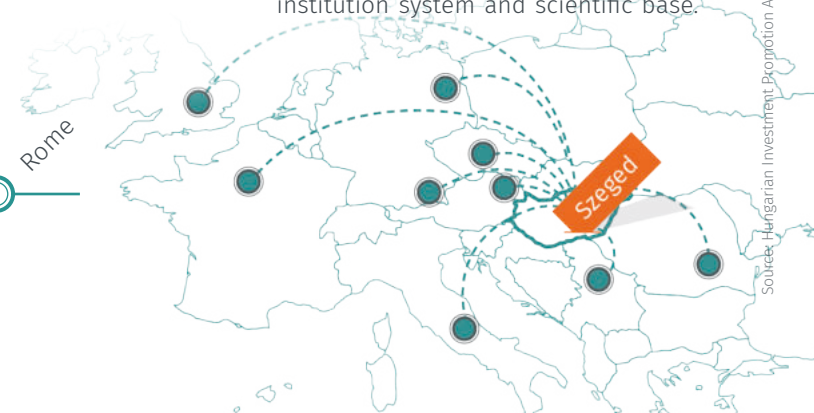 institution system and scientific base.
Rome
Szeged
Source: Hungarian Investment Promotion A